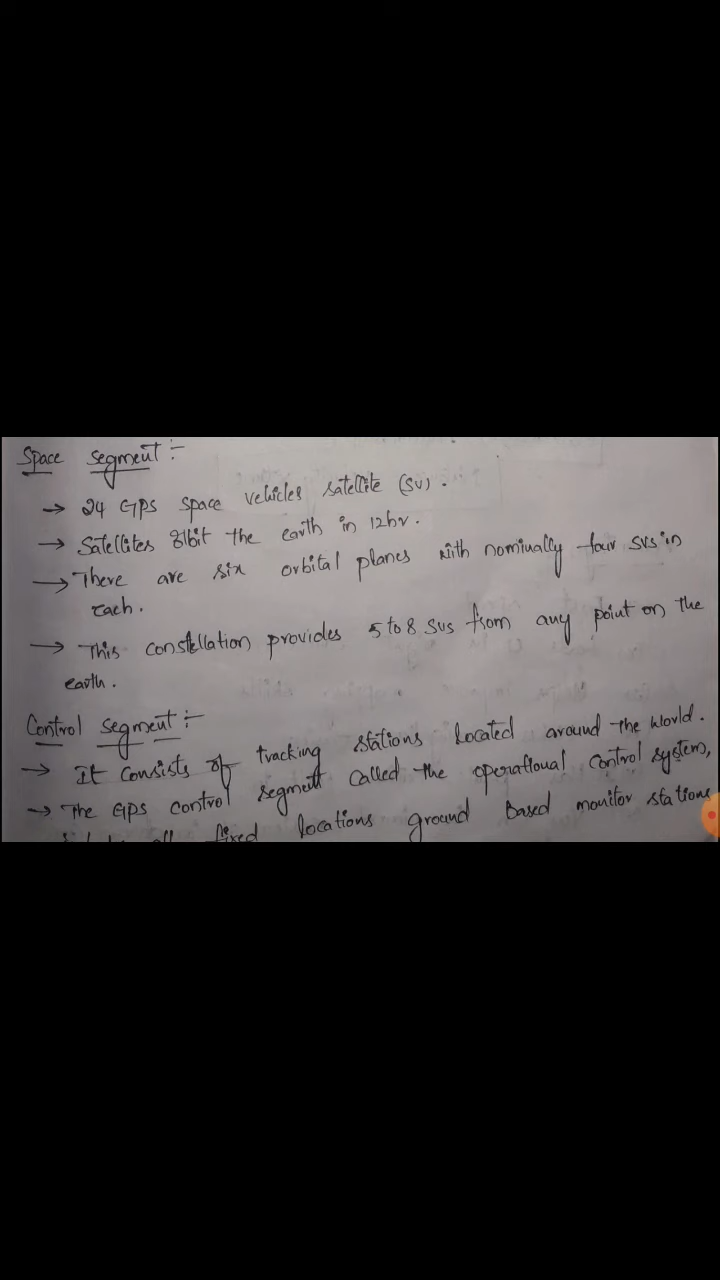 Space segment :-
→ 24 GPS space vehicles satellite (SV).
→ Satellites orbit the earth in 12hr.
→ There are six orbital planes with nominally four SVs in
each.
→ This constellation provides 5 to 8 SVs from any point on the
earth.
Control segment :-
→ It consists of tracking stations located around the world.
→ The GPS control segment called the operational control system,
all fixed locations ground based monitor stations